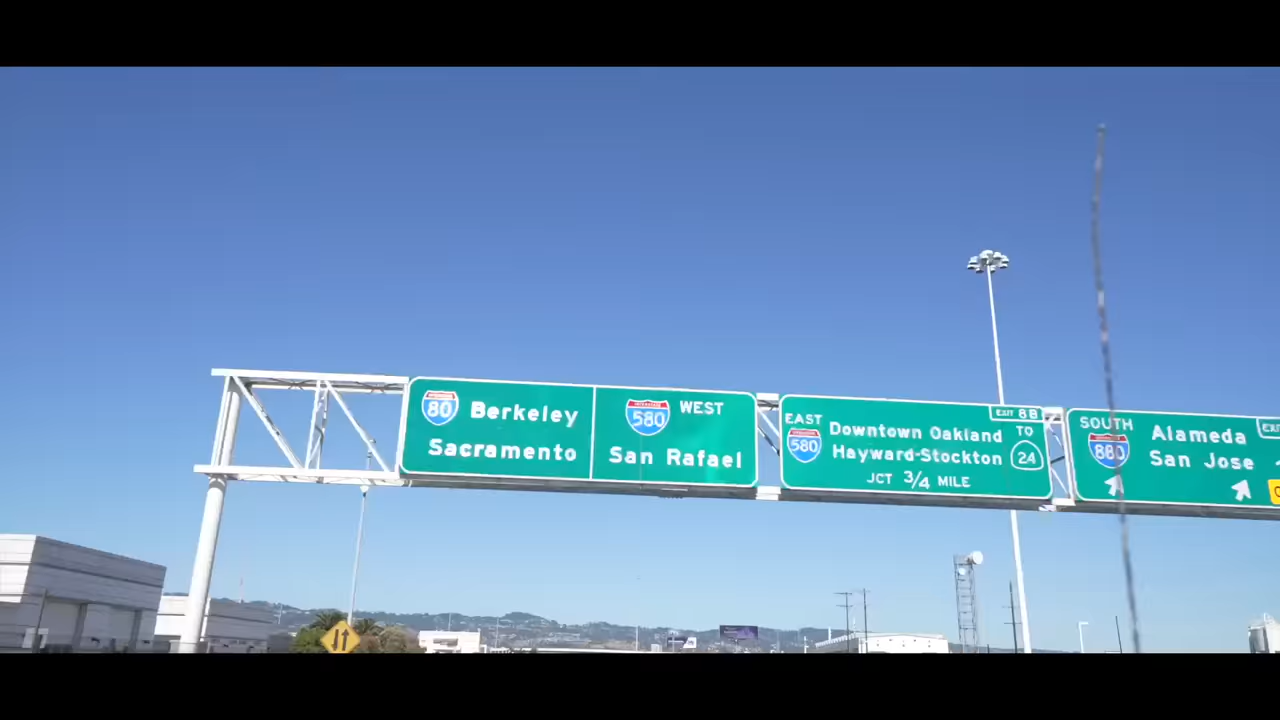 80 Berkeley
Sacramento
580 WEST
San Rafael
EXIT 8B
EAST
580
Downtown Oakland
Hayward-Stockton
TO
24
JCT 3/4 MILE
EXIT
SOUTH
880
Alameda
San Jose